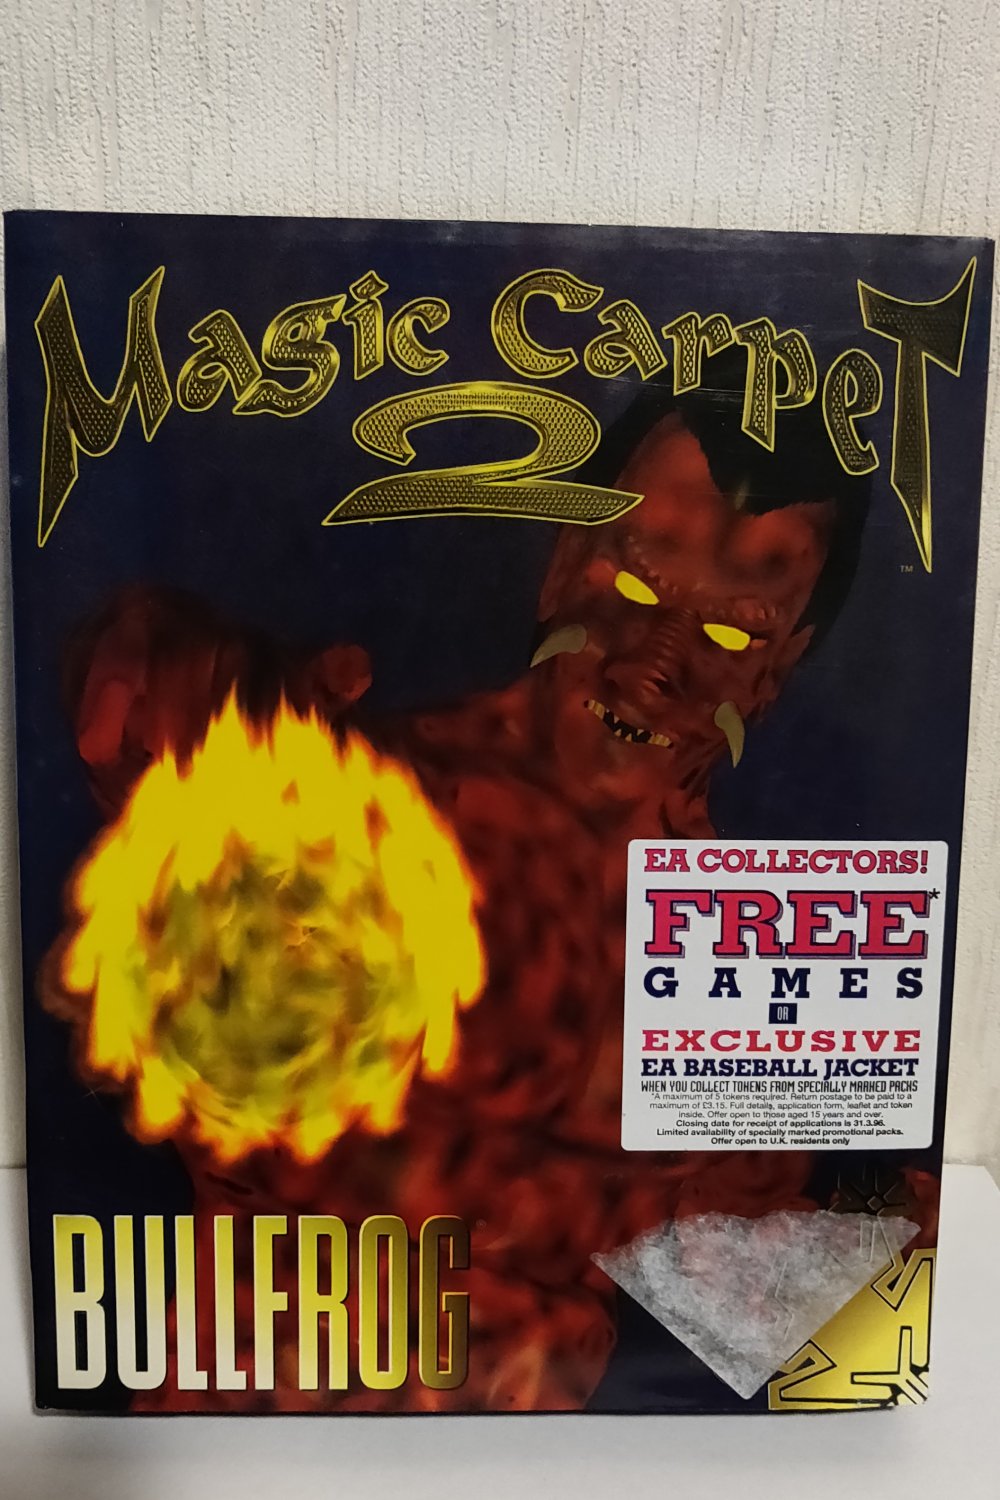 Magic Carpet
2
TM
EA COLLECTORS!
FREE*
GAMES
OR
EXCLUSIVE
EA BASEBALL JACKET
WHEN YOU COLLECT TOKENS FROM SPECIALLY MARKED PACKS
*A maximum of 5 tokens required. Return postage to be paid to a
maximum of £3.15. Full details, application form, leaflet and token
inside. Offer open to those aged 15 years and over.
Closing date for receipt of applications is 31.3.96.
Limited availability of specially marked promotional packs.
Offer open to U.K. residents only
BULLFROG®